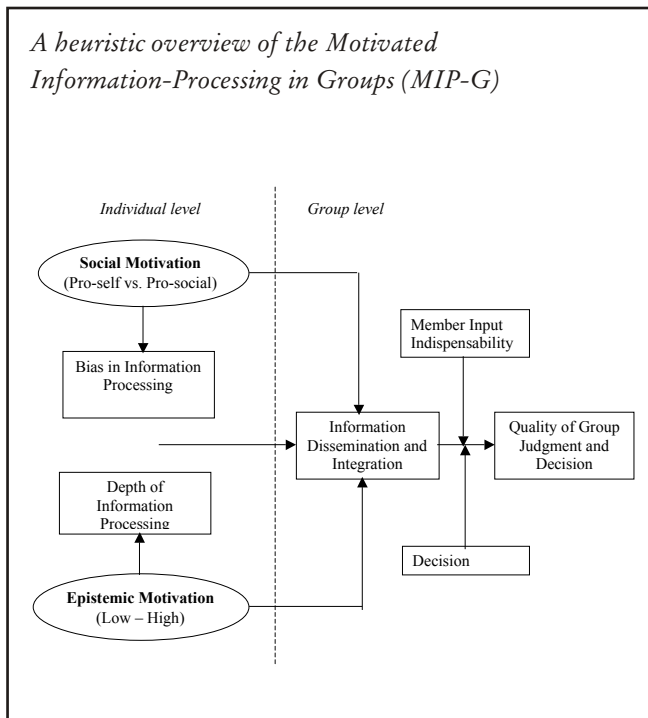 A heuristic overview of the Motivated
Information-Processing in Groups (MIP-G)
Individual level
Group level
Social Motivation
(Pro-self vs. Pro-social)
Bias in Information
Processing
Depth of
Information
Processing
Epistemic Motivation
(Low – High)
Information
Dissemination and
Integration
Member Input
Indispensability
Quality of Group
Judgment and
Decision
Decision